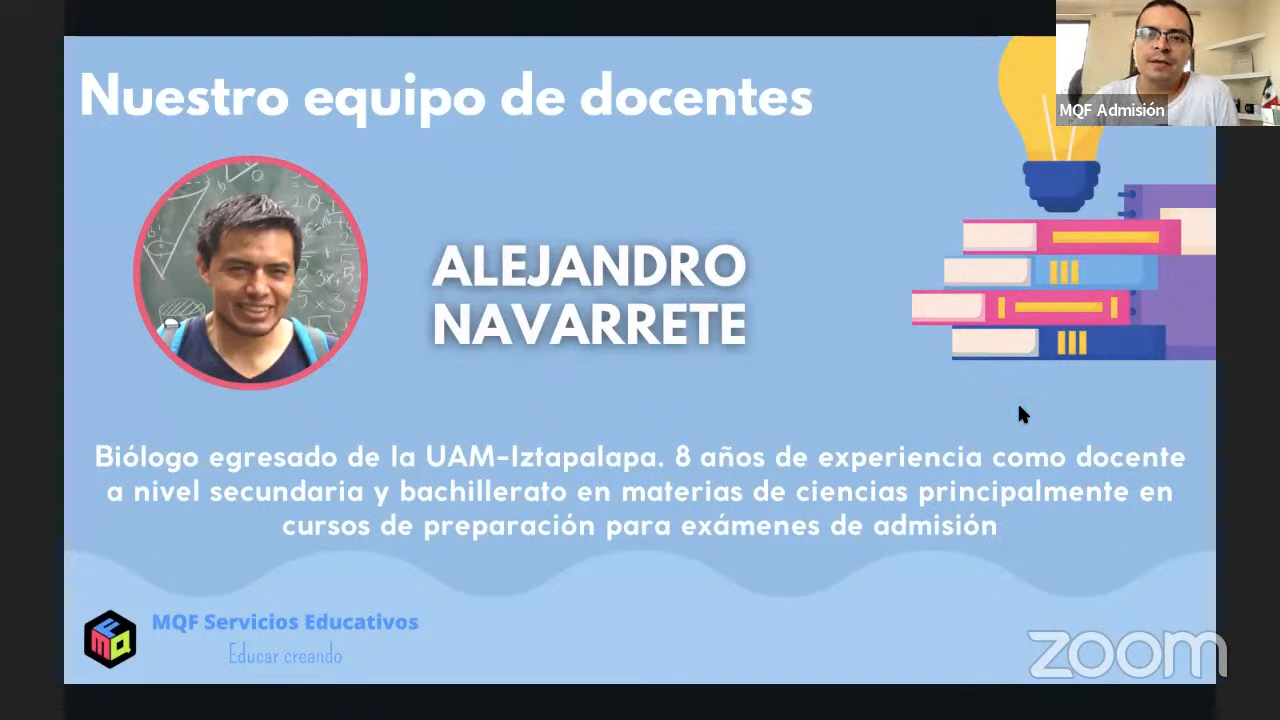 Nuestro equipo de docentes
MQF Admisión
ALEJANDRO
NAVARRETE
Biólogo egresado de la UAM-Iztapalapa. 8 años de experiencia como docente
a nivel secundaria y bachillerato en materias de ciencias principalmente en
cursos de preparación para exámenes de admisión
MQF Servicios Educativos
Educar creando
zoom